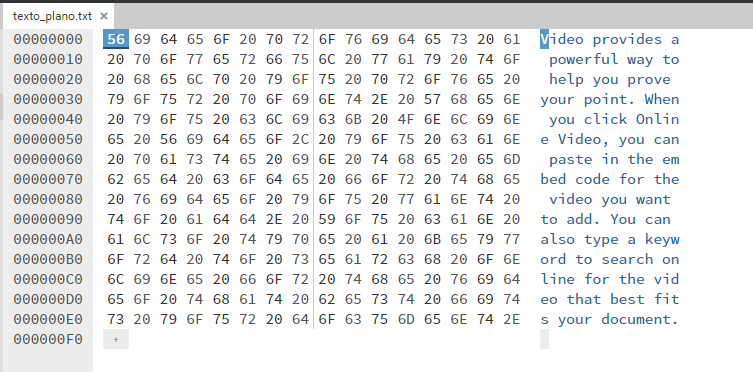 texto_plano.txt ×
00000000 56 69 64 65 6F 20 70 72 6F 76 69 64 65 73 20 61 Video provides a
00000010 20 70 6F 77 65 72 66 75 6C 20 77 61 79 20 74 6F powerful way to
00000020 20 68 65 6C 70 20 79 6F 75 20 70 72 6F 76 65 20 help you prove
00000030 79 6F 75 72 20 70 6F 69 6E 74 2E 20 57 68 65 6E your point. When
00000040 20 79 6F 75 20 63 6C 69 63 6B 20 4F 6E 6C 69 6E you click Onlin
00000050 65 20 56 69 64 65 6F 2C 20 79 6F 75 20 63 61 6E e Video, you can
00000060 20 70 61 73 74 65 20 69 6E 20 74 68 65 20 65 6D paste in the em
00000070 62 65 64 20 63 6F 64 65 20 66 6F 72 20 74 68 65 bed code for the
00000080 20 76 69 64 65 6F 20 79 6F 75 20 77 61 6E 74 20 video you want
00000090 74 6F 20 61 64 64 2E 20 59 6F 75 20 63 61 6E 20 to add. You can
000000A0 61 6C 73 6F 20 74 79 70 65 20 61 20 6B 65 79 77 also type a keyw
000000B0 6F 72 64 20 74 6F 20 73 65 61 72 63 68 20 6F 6E ord to search on
000000C0 6C 69 6E 65 20 66 6F 72 20 74 68 65 20 76 69 64 line for the vid
000000D0 65 6F 20 74 68 61 74 20 62 65 73 74 20 66 69 74 eo that best fit
000000E0 73 20 79 6F 75 72 20 64 6F 63 75 6D 65 6E 74 2E s your document.
000000F0 +